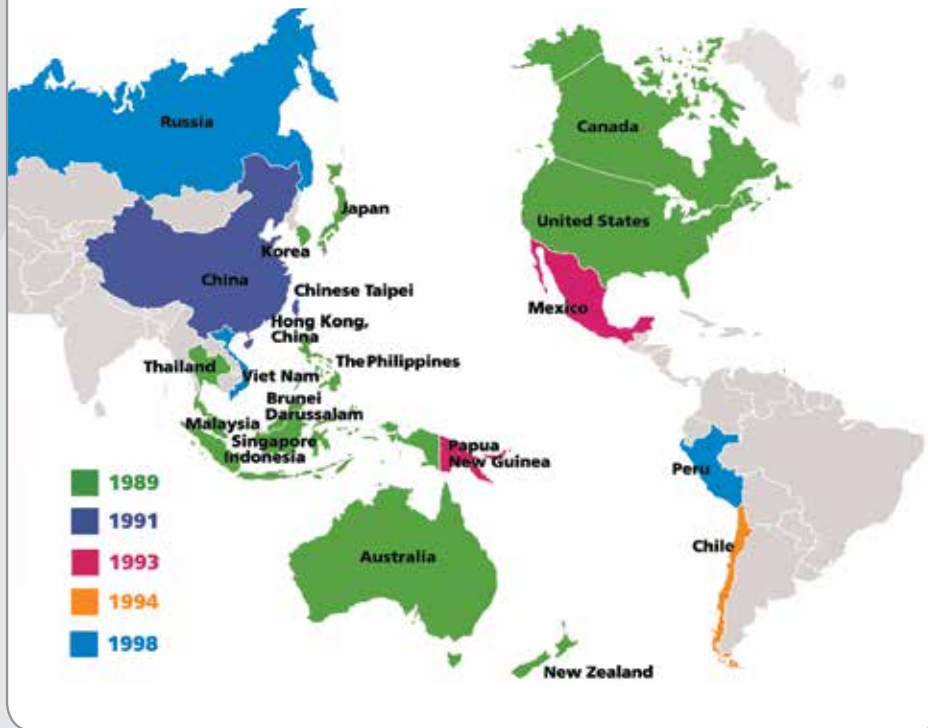 Russia
Canada
Japan
United States
Korea
China
Chinese Taipei
Mexico
Hong Kong,
China
Thailand
The Philippines
Viet Nam
Brunei
Darussalam
Malaysia
Singapore
Indonesia
Papua
New Guinea
Peru
1989
1991
Chile
Australia
1993
1994
1998
New Zealand